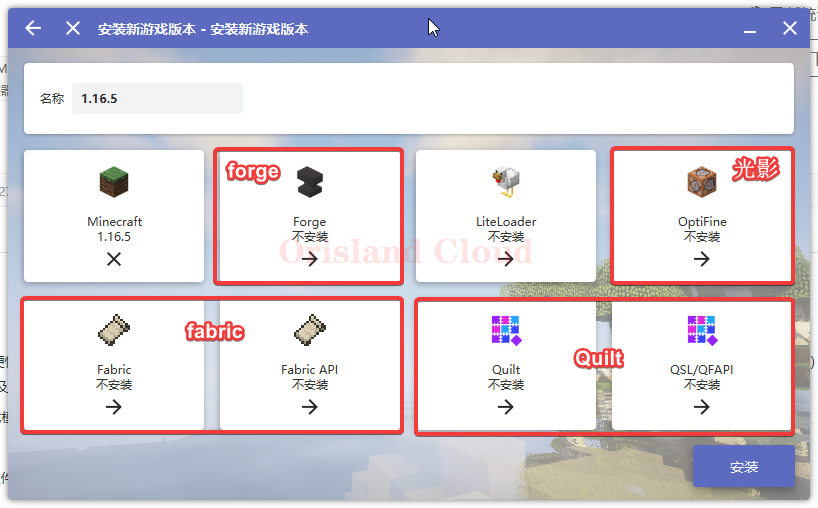 安装新游戏版本 - 安装新游戏版本
名称 1.16.5
Minecraft
1.16.5
forge
Forge
不安装
LiteLoader
不安装
光影
OptiFine
不安装
Orisland Cloud
fabric
Fabric
不安装
Fabric API
不安装
Quilt
Quilt
不安装
QSL/QFAPI
不安装
安装